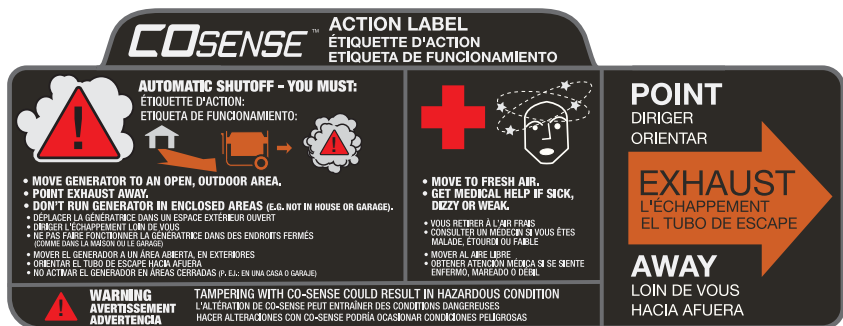 COSENSE™
ACTION LABEL
ÉTIQUETTE D'ACTION
ETIQUETA DE FUNCIONAMIENTO
AUTOMATIC SHUTOFF - YOU MUST:
ÉTIQUETTE D'ACTION:
ETIQUETA DE FUNCIONAMIENTO:
• MOVE GENERATOR TO AN OPEN, OUTDOOR AREA.
• POINT EXHAUST AWAY.
• DON'T RUN GENERATOR IN ENCLOSED AREAS (E.G. NOT IN HOUSE OR GARAGE).
• DÉPLACER LA GÉNÉRATRICE DANS UN ESPACE EXTÉRIEUR OUVERT
• DIRIGER L'ÉCHAPPEMENT LOIN DE VOUS
• NE PAS FAIRE FONCTIONNER LA GÉNÉRATRICE DANS DES ENDROITS FERMÉS
(COMME DANS LA MAISON OU LE GARAGE)
• MOVER EL GENERADOR A UN ÁREA ABIERTA, EN EXTERIORES
• ORIENTAR EL TUBO DE ESCAPE HACIA AFUERA
• NO ACTIVAR EL GENERADOR EN ÁREAS CERRADAS (P. EJ.: EN UNA CASA O GARAJE)
• MOVE TO FRESH AIR.
• GET MEDICAL HELP IF SICK,
DIZZY OR WEAK.
• VOUS RETIRER À L'AIR FRAIS
• CONSULTER UN MÉDECIN SI VOUS ÊTES
MALADE, ÉTOURDI OU FAIBLE
• MOVER AL AIRE LIBRE
• OBTENER ATENCIÓN MÉDICA SI SE SIENTE
ENFERMO, MAREADO O DÉBIL
POINT
DIRIGER
ORIENTAR
EXHAUST
L'ÉCHAPPEMENT
EL TUBO DE ESCAPE
AWAY
LOIN DE VOUS
HACIA AFUERA
WARNING
AVERTISSEMENT
ADVERTENCIA
TAMPERING WITH CO-SENSE COULD RESULT IN HAZARDOUS CONDITION
L'ALTÉRATION DE CO-SENSE PEUT ENTRAÎNER DES CONDITIONS DANGEREUSES
HACER ALTERACIONES CON CO-SENSE PODRÍA OCASIONAR CONDICIONES PELIGROSAS